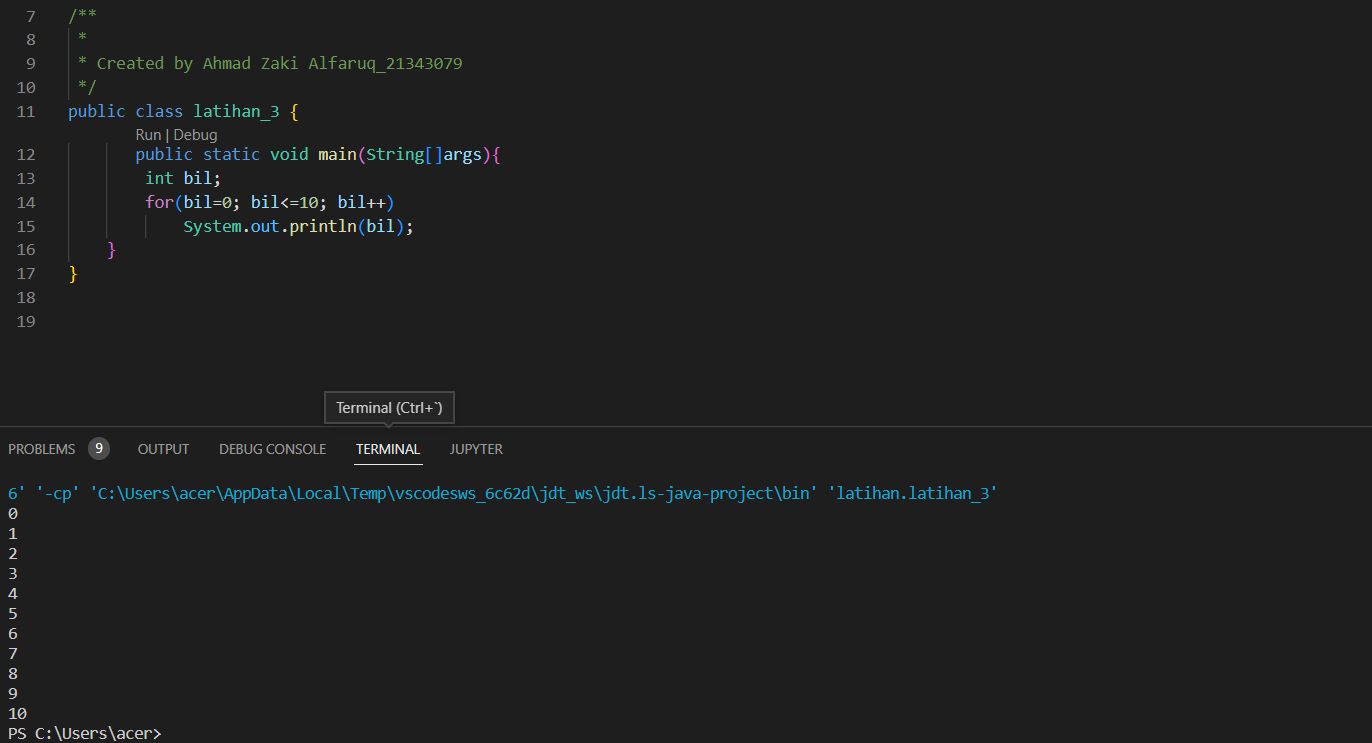 7 /**
8 *
9 * Created by Ahmad Zaki Alfaruq_21343079
10 */
11 public class latihan_3 {
Run | Debug
12 public static void main(String[]args){
13 int bil;
14 for(bil=0; bil<=10; bil++)
15 System.out.println(bil);
16 }
17 }
18
19
Terminal (Ctrl+`)
PROBLEMS 9 OUTPUT DEBUG CONSOLE TERMINAL JUPYTER
6' '-cp' 'C:\Users\acer\AppData\Local\Temp\vscodesws_6c62d\jdt_ws\jdt.ls-java-project\bin' 'latihan.latihan_3'
0
1
2
3
4
5
6
7
8
9
10
PS C:\Users\acer>